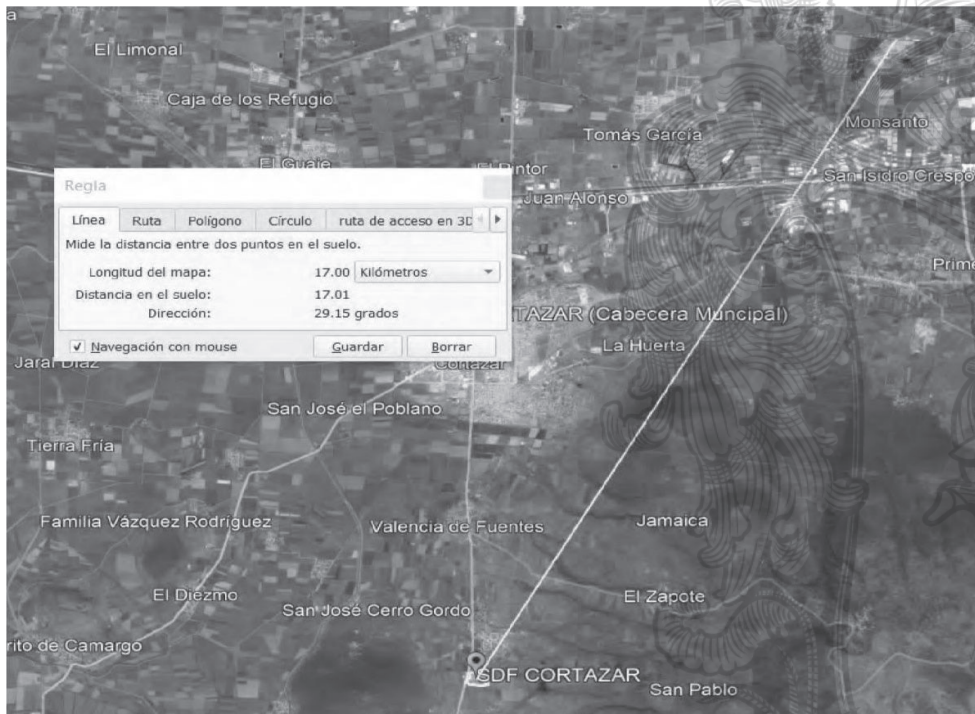 a
El Limonal
Caja de los Refugio
Monsanto
Tomás García
El Guaje
El Pintor
San Isidro Crespo
Juan Alonso
Regla
Línea Ruta Polígono Círculo ruta de acceso en 3D
Mide la distancia entre dos puntos en el suelo.
Longitud del mapa: 17.00 Kilómetros
Distancia en el suelo: 17.01
Dirección: 29.15 grados
Navegación con mouse Guardar Borrar
Prime
TAZAR (Cabecera Muncipal)
La Huerta
Jaral Díaz
Cortazar
San José el Poblano
Tierra Fría
Familia Vázquez Rodríguez
Valencia de Fuentes
Jamaica
El Diezmo
San José Cerro Gordo
El Zapote
rito de Camargo
SDF CORTAZAR
San Pablo